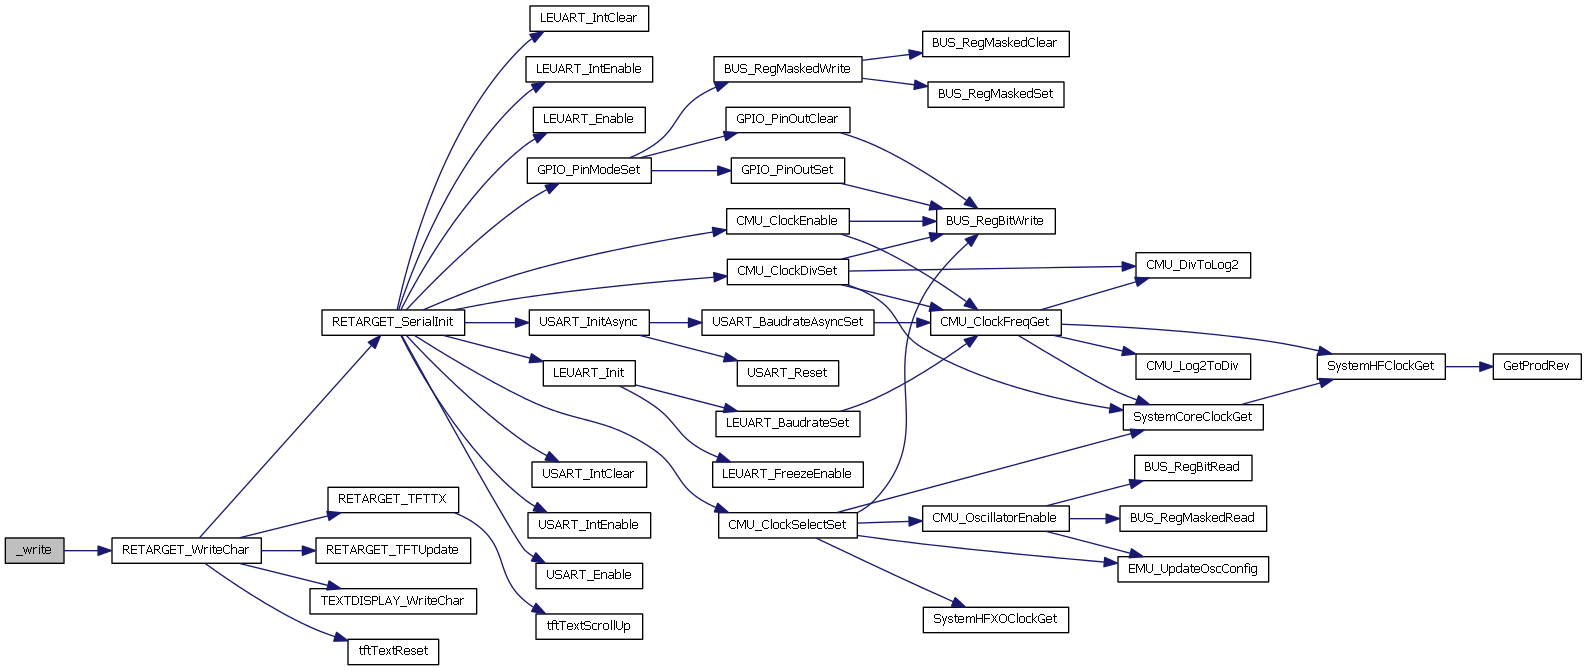 _write
RETARGET_WriteChar
RETARGET_SerialInit
RETARGET_TFTTX
RETARGET_TFTUpdate
TEXTDISPLAY_WriteChar
tftTextReset
LEUART_IntClear
LEUART_IntEnable
LEUART_Enable
GPIO_PinModeSet
USART_InitAsync
LEUART_Init
USART_IntClear
USART_IntEnable
USART_Enable
tftTextScrollUp
BUS_RegMaskedWrite
GPIO_PinOutClear
GPIO_PinOutSet
CMU_ClockEnable
CMU_ClockDivSet
USART_BaudrateAsyncSet
USART_Reset
LEUART_BaudrateSet
LEUART_FreezeEnable
CMU_ClockSelectSet
BUS_RegMaskedClear
BUS_RegMaskedSet
BUS_RegBitWrite
CMU_ClockFreqGet
CMU_OscillatorEnable
SystemHFXOClockGet
CMU_DivToLog2
CMU_Log2ToDiv
SystemCoreClockGet
BUS_RegBitRead
BUS_RegMaskedRead
EMU_UpdateOscConfig
SystemHFClockGet
GetProdRev